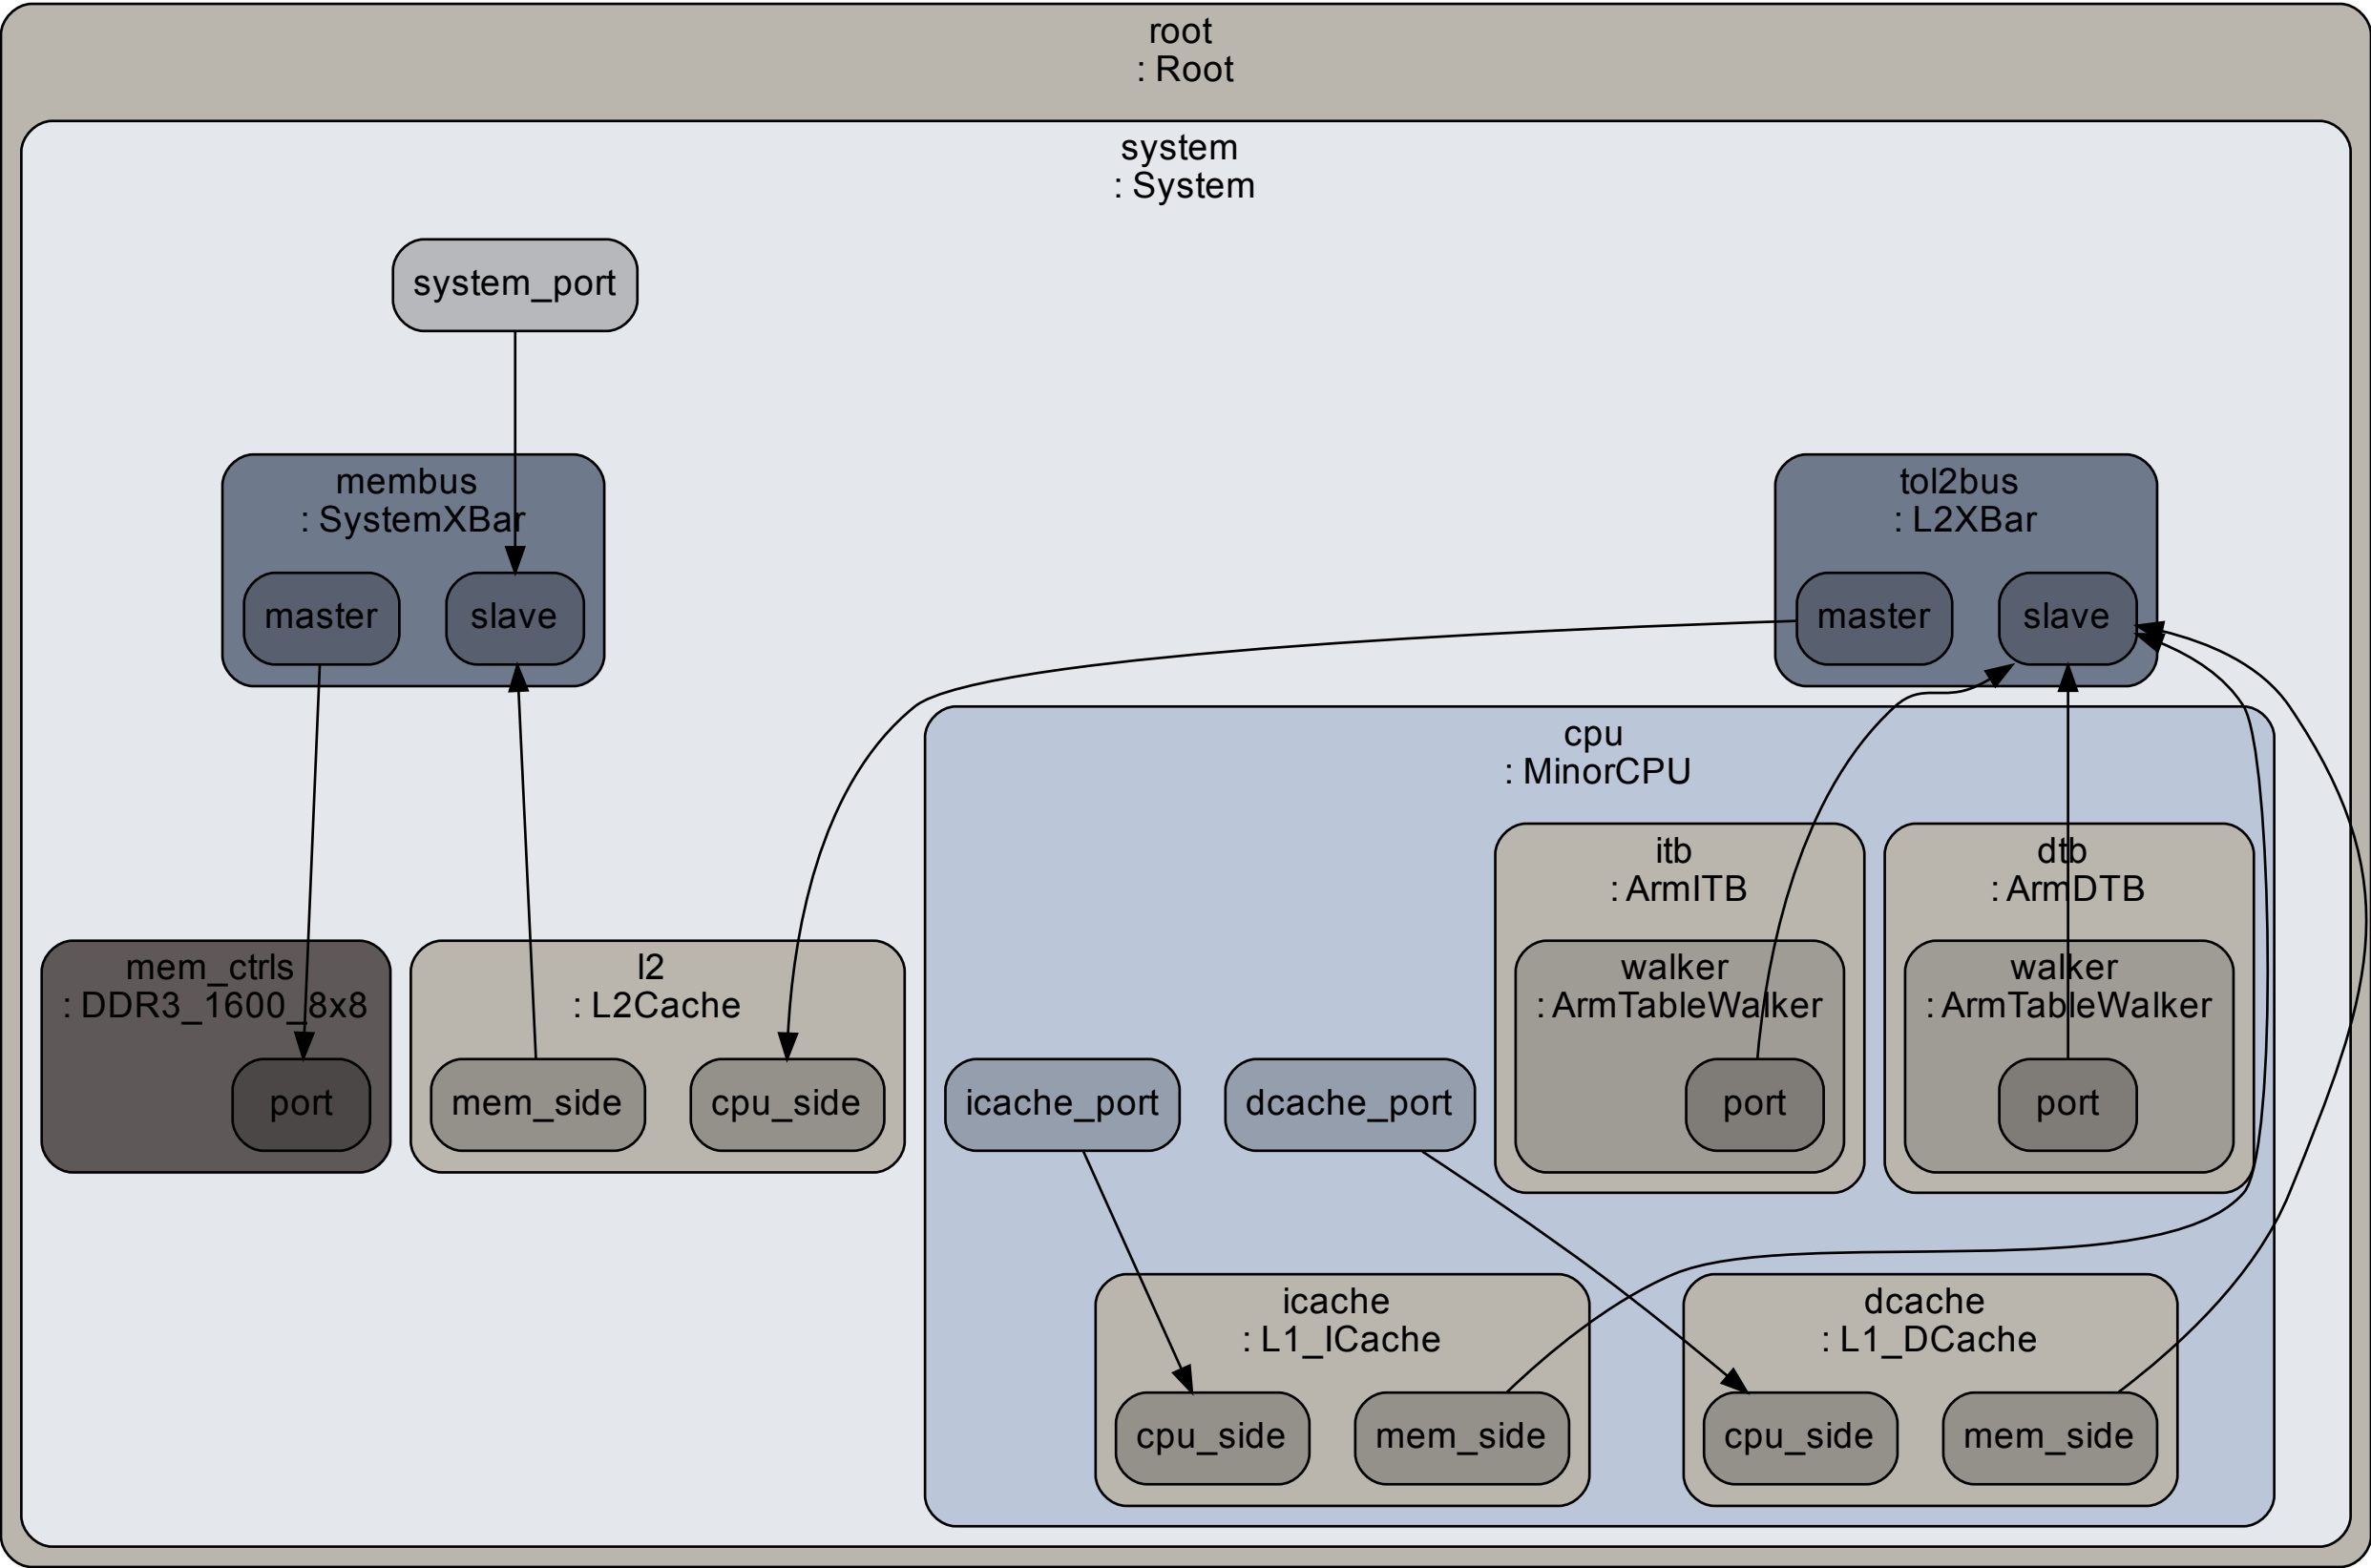 root
: Root
system
: System
system_port
membus
: SystemXBar
master
slave
tol2bus
: L2XBar
master
slave
cpu
: MinorCPU
itb
: ArmITB
dtb
: ArmDTB
mem_ctrls
: DDR3_1600_8x8
port
l2
: L2Cache
mem_side
cpu_side
icache_port
dcache_port
walker
: ArmTableWalker
port
walker
: ArmTableWalker
port
icache
: L1_ICache
cpu_side
mem_side
dcache
: L1_DCache
cpu_side
mem_side